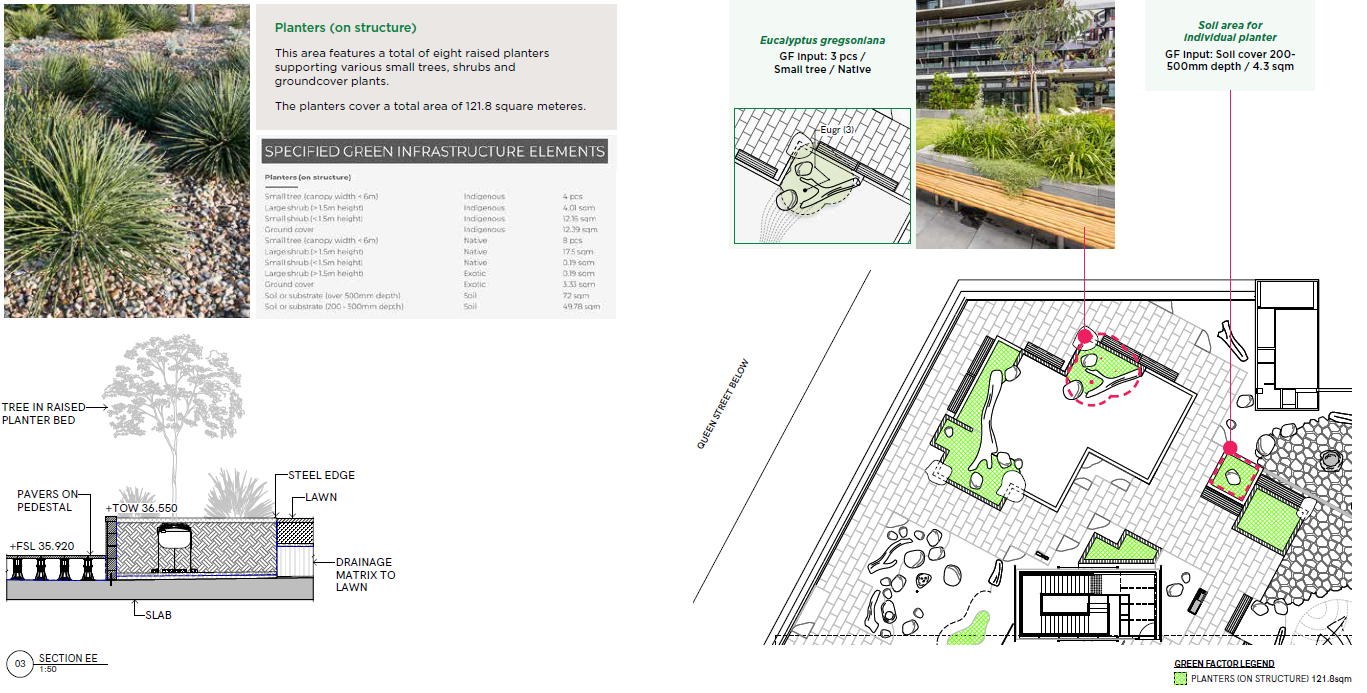 Planters (on structure)
This area features a total of eight raised planters
supporting various small trees, shrubs and
groundcover plants.
The planters cover a total area of 121.8 square meteres.
SPECIFIED GREEN INFRASTRUCTURE ELEMENTS
Planters (on structure)
Small tree (canopy width < 6m) Indigenous 4 pcs
Large shrub (> 1.5m height) Indigenous 4.01 sqm
Small shrub (< 1.5m height) Indigenous 12.16 sqm
Ground cover Indigenous 12.39 sqm
Small tree (canopy width < 6m) Native 8 pcs
Large shrub (> 1.5m height) Native 17.5 sqm
Small shrub (< 1.5m height) Native 0.19 sqm
Large shrub (> 1.5m height) Exotic 0.19 sqm
Ground cover Exotic 3.33 sqm
Soil or substrate (over 500mm depth) Soil 72 sqm
Soil or substrate (200 - 500mm depth) Soil 49.78 sqm
TREE IN RAISED
PLANTER BED
PAVERS ON
PEDESTAL
+TOW 36.550
+FSL 35.920
STEEL EDGE
LAWN
DRAINAGE
MATRIX TO
LAWN
SLAB
03 SECTION EE
1:50
Eucalyptus gregsoniana
GF input: 3 pcs /
Small tree / Native
Eugr (3)
Soil area for
individual planter
GF input: Soil cover 200-
500mm depth / 4.3 sqm
QUEEN STREET BELOW
GREEN FACTOR LEGEND
PLANTERS (ON STRUCTURE) 121.8sqm